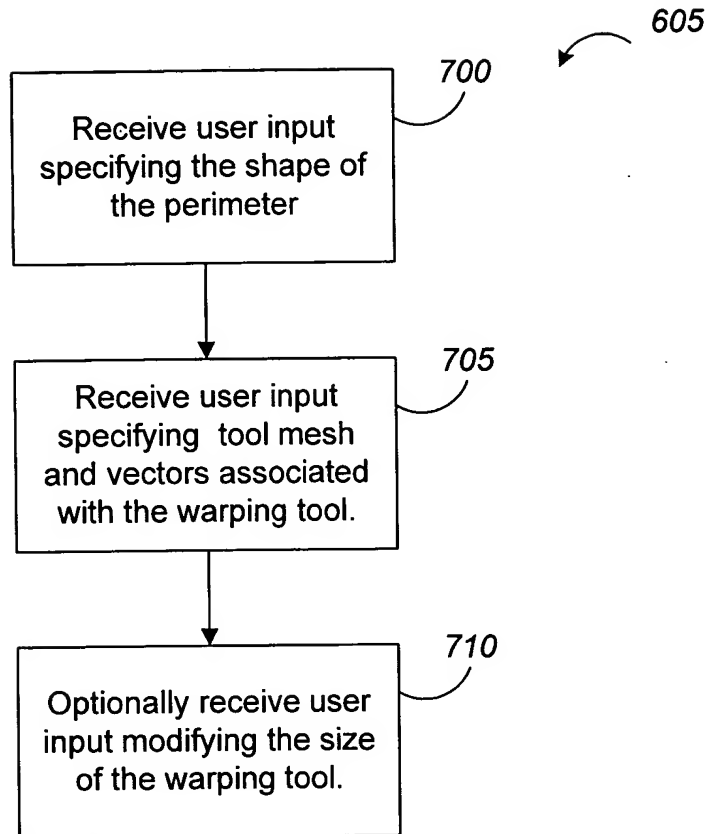 605
700
Receive user input
specifying the shape of
the perimeter
705
Receive user input
specifying tool mesh
and vectors associated
with the warping tool.
710
Optionally receive user
input modifying the size
of the warping tool.